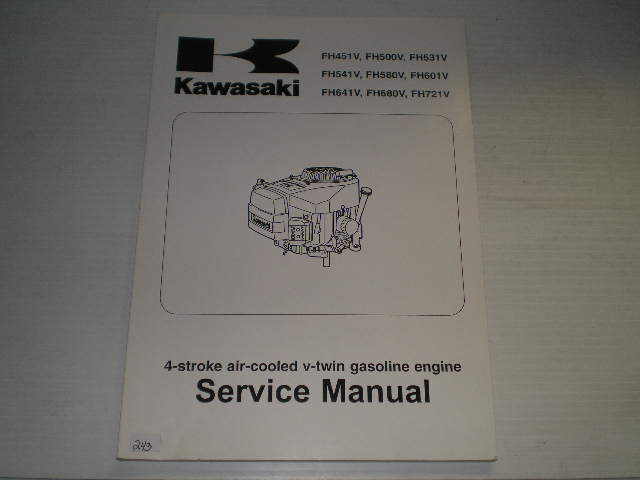 Kawasaki
FH451V, FH500V, FH531V
FH541V, FH580V, FH601V
FH641V, FH680V, FH721V
4-stroke air-cooled v-twin gasoline engine
Service Manual
243